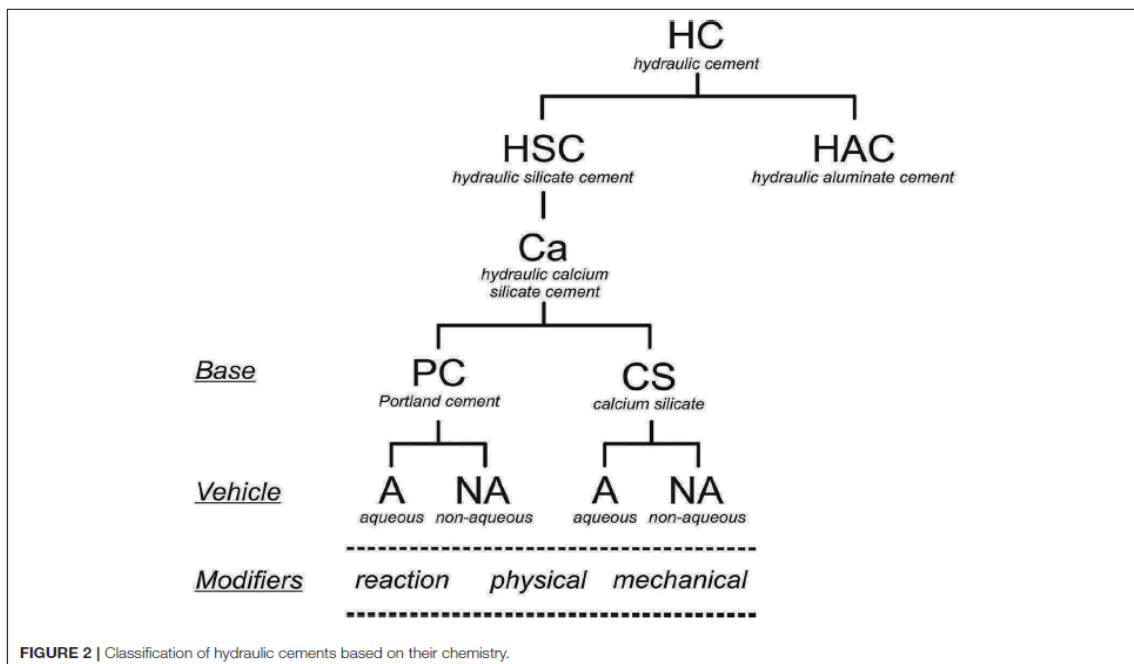 HC
hydraulic cement
HSC HAC
hydraulic silicate cement hydraulic aluminate cement
Ca
hydraulic calcium
silicate cement
Base PC CS
Portland cement calcium silicate
Vehicle A NA A NA
aqueous non-aqueous aqueous non-aqueous
Modifiers reaction physical mechanical
FIGURE 2 | Classification of hydraulic cements based on their chemistry.